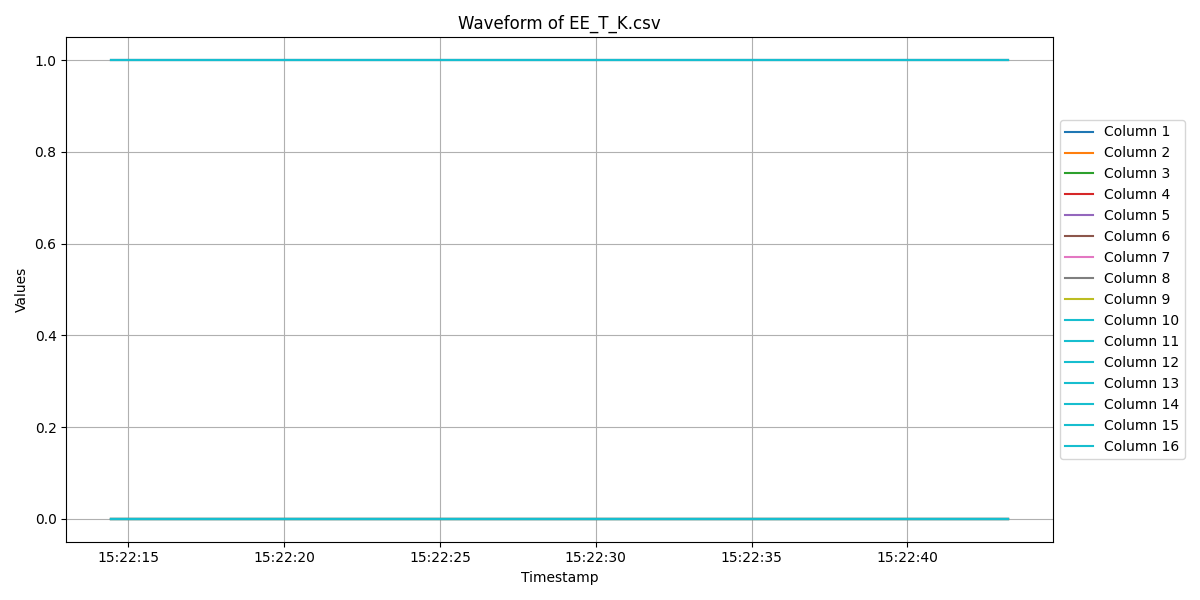 Waveform of EE_T_K.csv
1.0
0.8
0.6
0.4
0.2
0.0
Values
15:22:15 15:22:20 15:22:25 15:22:30 15:22:35 15:22:40
Timestamp
Column 1
Column 2
Column 3
Column 4
Column 5
Column 6
Column 7
Column 8
Column 9
Column 10
Column 11
Column 12
Column 13
Column 14
Column 15
Column 16